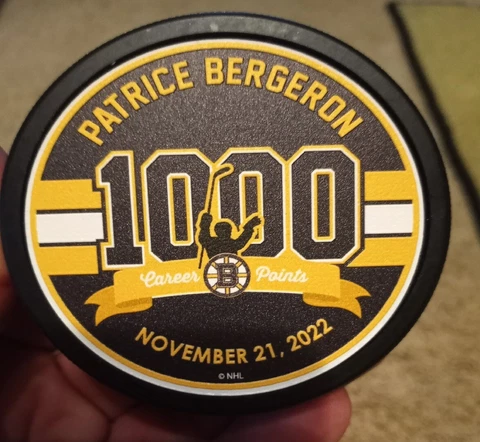 PATRICE BERGERON
1000
Career B Points
NOVEMBER 21, 2022
© NHL